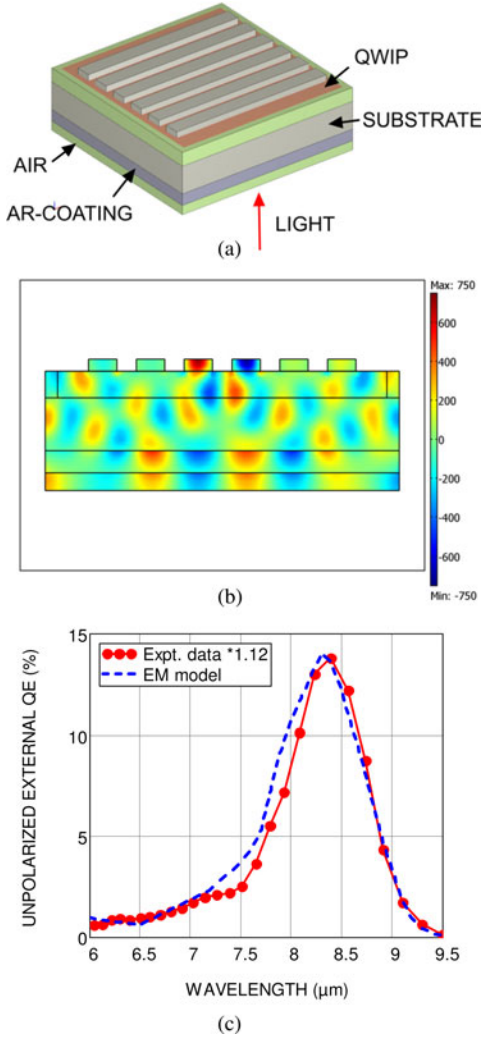 (a)
QWIP
SUBSTRATE
AIR
AR-COATING
LIGHT
(a)
Max: 750
600
400
200
0
-200
-400
-600
Min: -750
(b)
UNPOLARIZED EXTERNAL QE (%)
15
10
5
0
Expt. data *1.12
EM model
6 6.5 7 7.5 8 8.5 9 9.5
WAVELENGTH (µm)
(c)